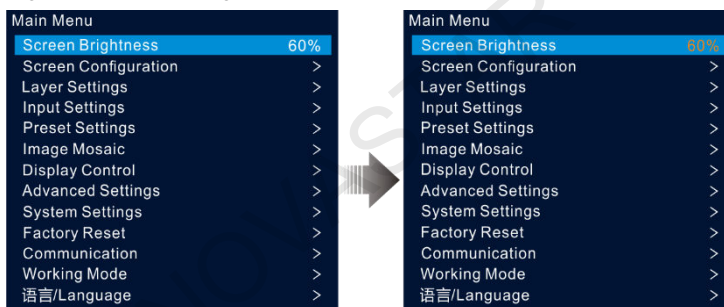 Main Menu
Screen Brightness 60%
Screen Configuration >
Layer Settings >
Input Settings >
Preset Settings >
Image Mosaic >
Display Control >
Advanced Settings >
System Settings >
Factory Reset >
Communication >
Working Mode >
语言/Language >
Main Menu
Screen Brightness 60%
Screen Configuration >
Layer Settings >
Input Settings >
Preset Settings >
Image Mosaic >
Display Control >
Advanced Settings >
System Settings >
Factory Reset >
Communication >
Working Mode >
语言/Language >